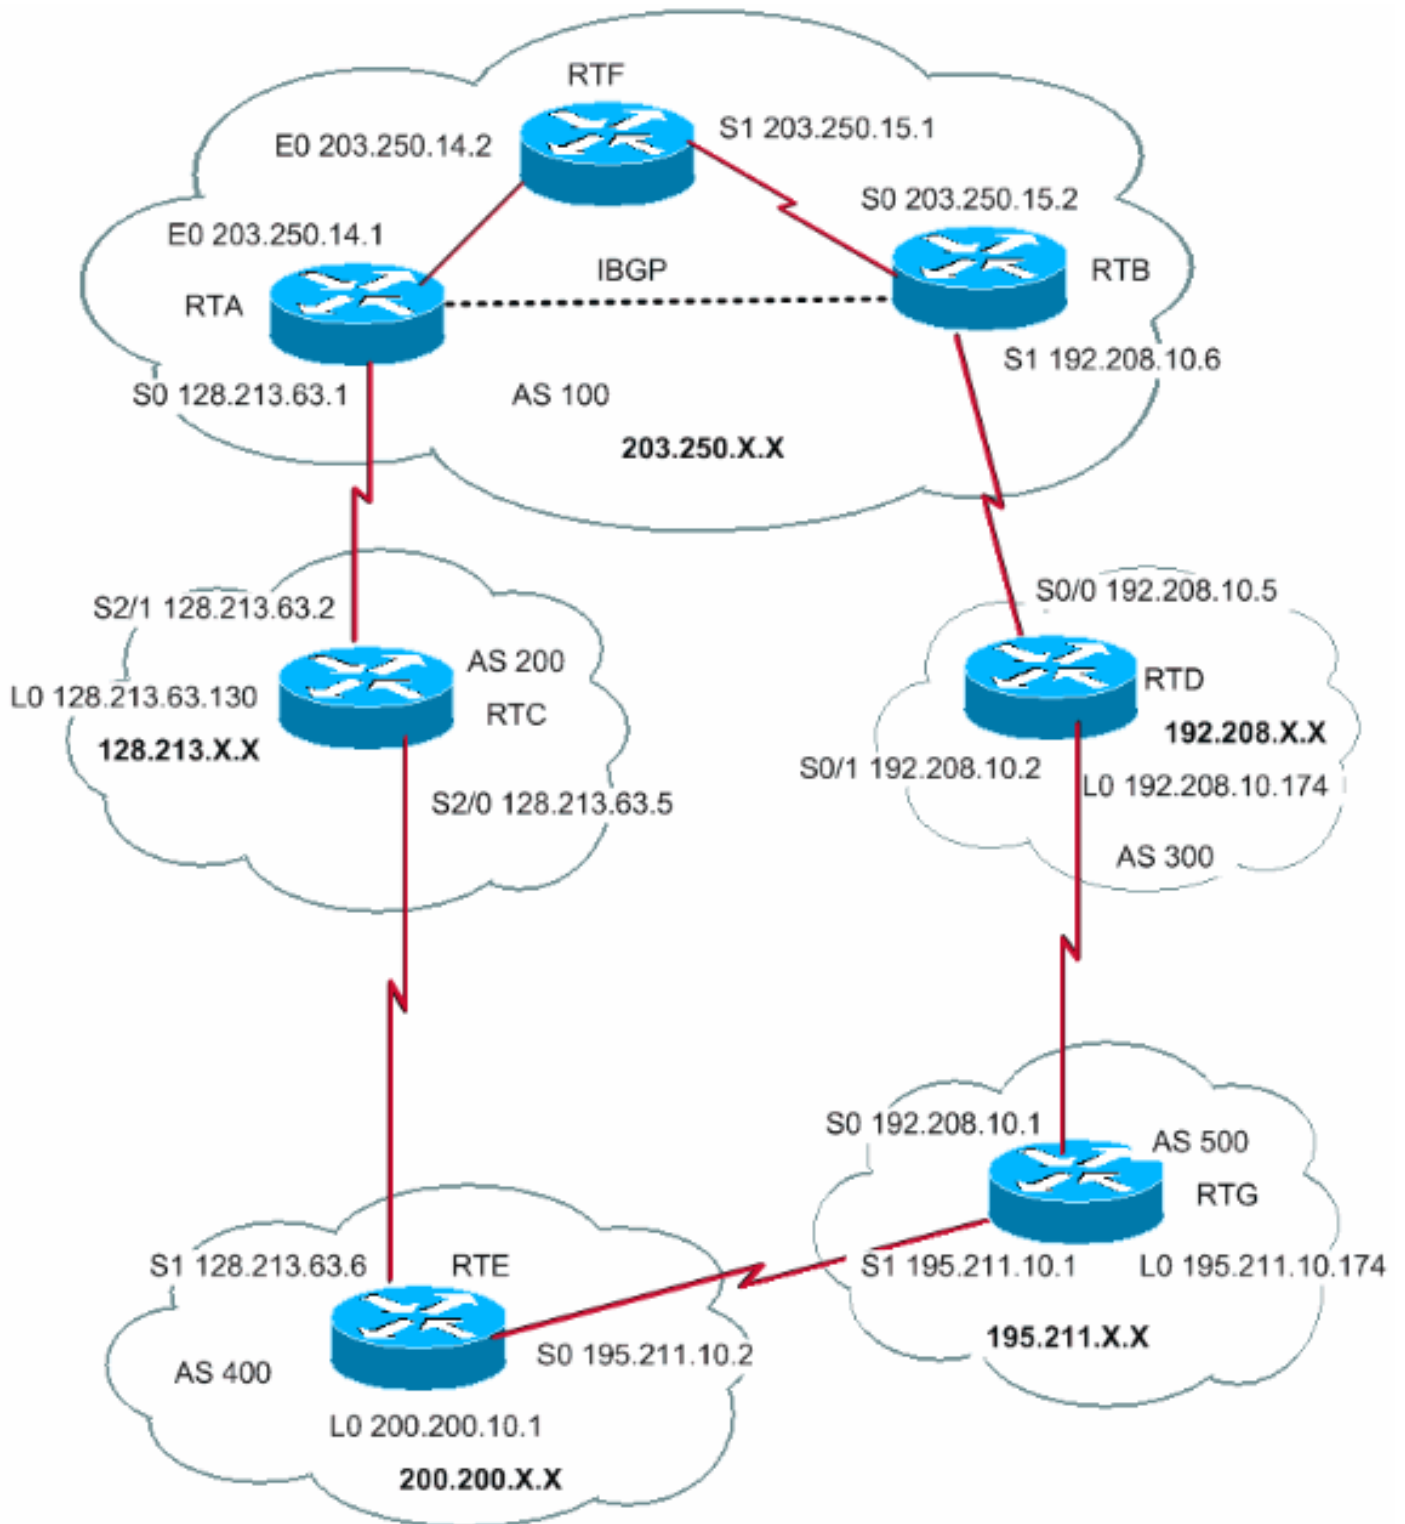 RTF
E0 203.250.14.2
S1 203.250.15.1
S0 203.250.15.2
E0 203.250.14.1
IBGP
RTB
RTA
S1 192.208.10.6
S0 128.213.63.1
AS 100
203.250.X.X
S0/0 192.208.10.5
S2/1 128.213.63.2
AS 200
RTD
L0 128.213.63.130
RTC
192.208.X.X
128.213.X.X
S0/1 192.208.10.2
L0 192.208.10.174
S2/0 128.213.63.5
AS 300
S0 192.208.10.1
AS 500
RTG
S1 128.213.63.6
RTE
S1 195.211.10.1
L0 195.211.10.174
195.211.X.X
S0 195.211.10.2
AS 400
L0 200.200.10.1
200.200.X.X